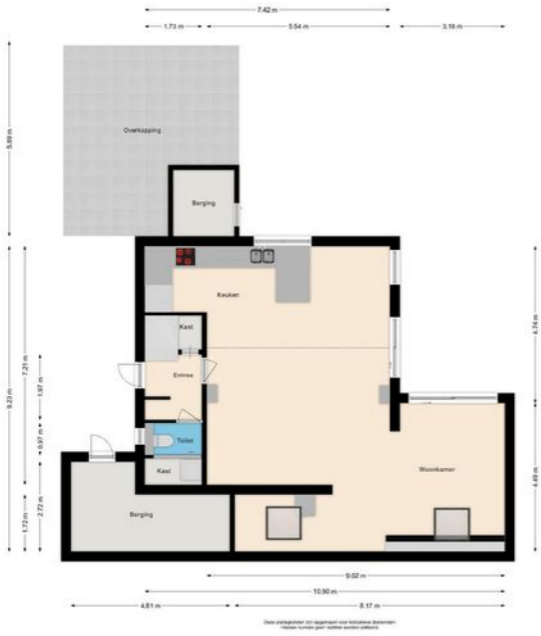 7.42 m
1.73 m
5.54 m
3.16 m
5.89 m
Overkapping
Berging
9.23 m
7.21 m
4.74 m
Keuken
Kast
1.97 m
Entree
0.97 m
Toilet
Kast
Woonkamer
4.49 m
2.72 m
1.72 m
Berging
9.02 m
10.90 m
4.81 m
6.17 m